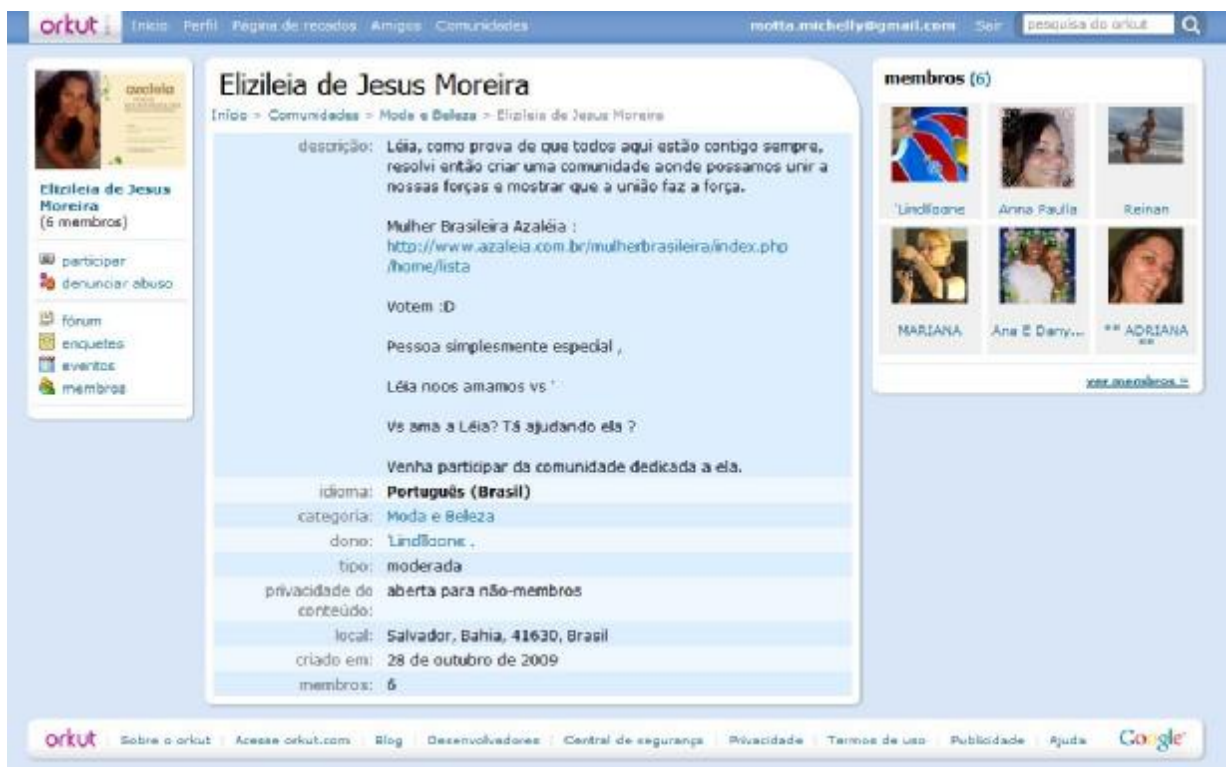 orkut
Início Perfil Página de recados Amigos Comunidades
motta.michelly@gmail.com Sair pesquisa do orkut
azaleia
Elizileia de Jesus
Moreira
(6 membros)
participar
denunciar abuso
fórum
enquetes
eventos
membros
Elizileia de Jesus Moreira
Início > Comunidades > Moda e Beleza > Elizileia de Jesus Moreira
descrição: Léia, como prova de que todos aqui estão contigo sempre,
resolvi então criar uma comunidade aonde possamos unir a
nossas forças e mostrar que a união faz a força.
Mulher Brasileira Azaléia :
http://www.azaleia.com.br/mulherbrasileira/index.php
/home/lista
Votem :D
Pessoa simplesmente especial ,
Léia noos amamos vs '
Vs ama a Léia? Tá ajudando ela ?
Venha participar da comunidade dedicada a ela.
idioma: Português (Brasil)
categoria: Moda e Beleza
dono:
tipo: moderada
privacidade do conteúdo: aberta para não-membros
local: Salvador, Bahia, 41630, Brasil
criado em: 28 de outubro de 2009
membros: 6
membros (6)
Anna Paulla Reinan
MARIANA Ana E Dany... ** ADRIANA
**
ver membros »
orkut Sobre o orkut Acesse orkut.com Blog Desenvolvedores Central de segurança Privacidade Termos de uso Publicidade Ajuda Google